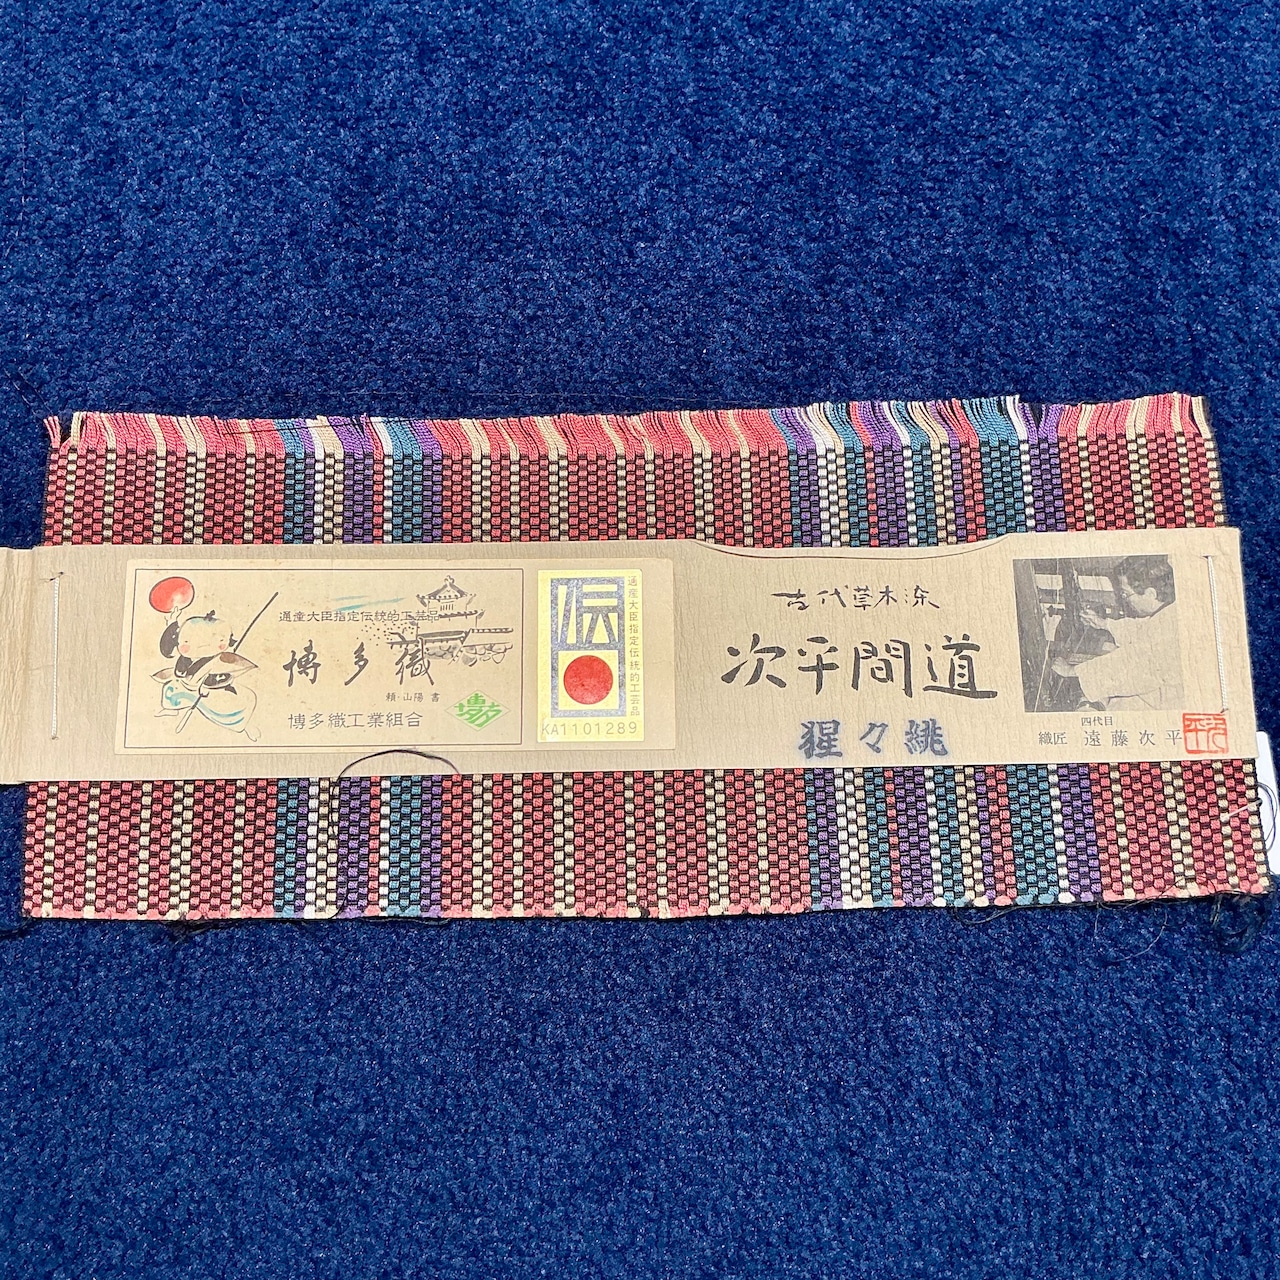 通産大臣指定伝統的工芸品
博多織
頼・山陽 書
博多織工業組合
伝
通産大臣指定伝統的工芸品
KA1101289
古代草木染
次平間道
猩々繎
四代目
織匠 遠藤次平